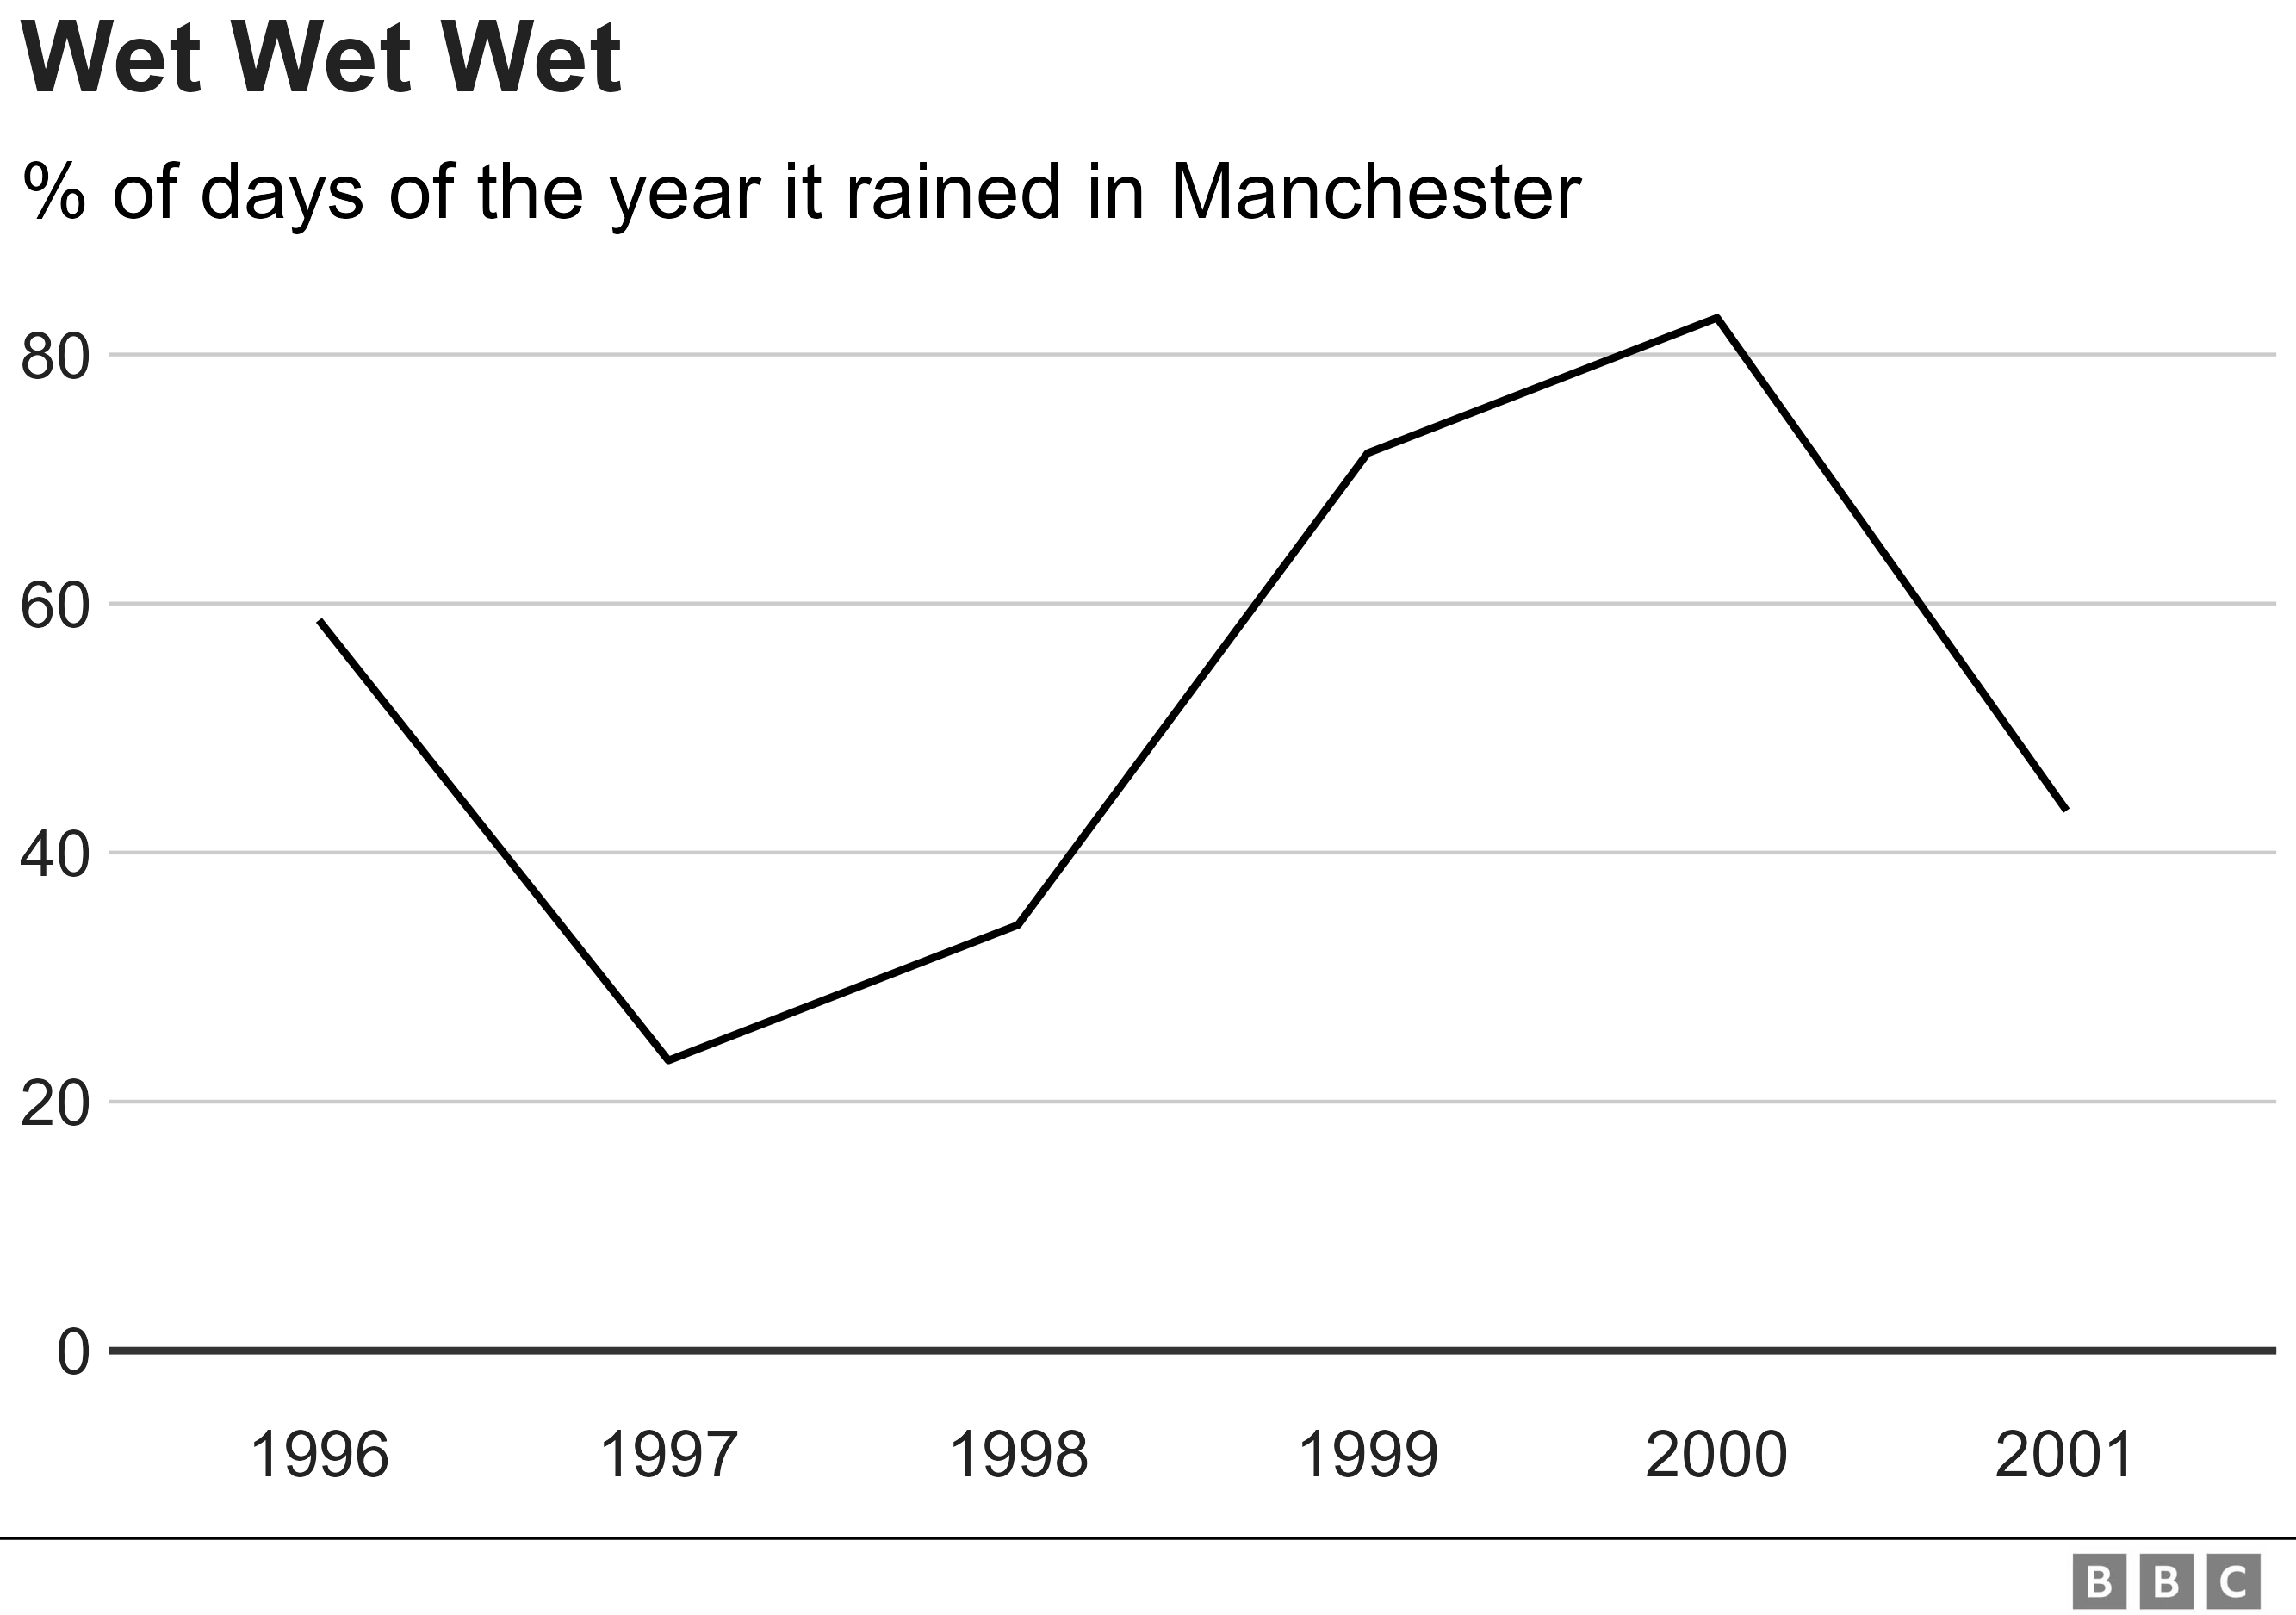 Wet Wet Wet
% of days of the year it rained in Manchester
80
60
40
20
0
1996 1997 1998 1999 2000 2001
BBC